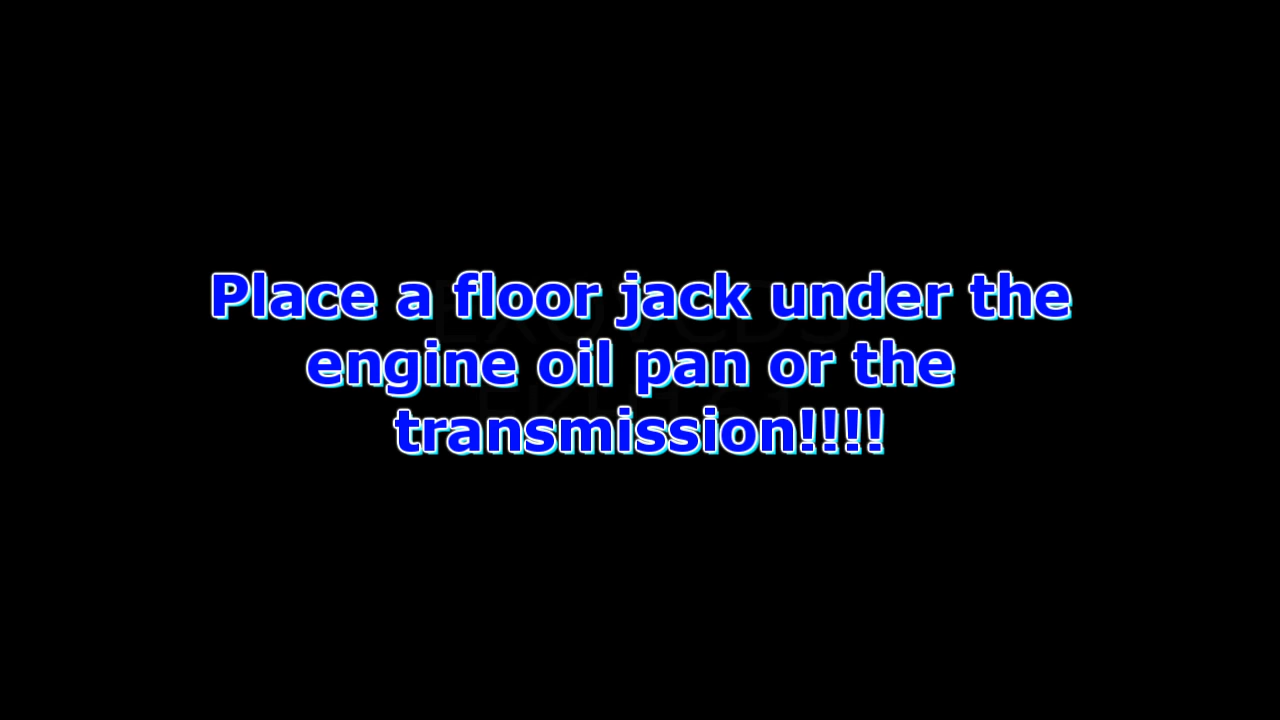 Place a floor jack under the
engine oil pan or the
transmission!!!!